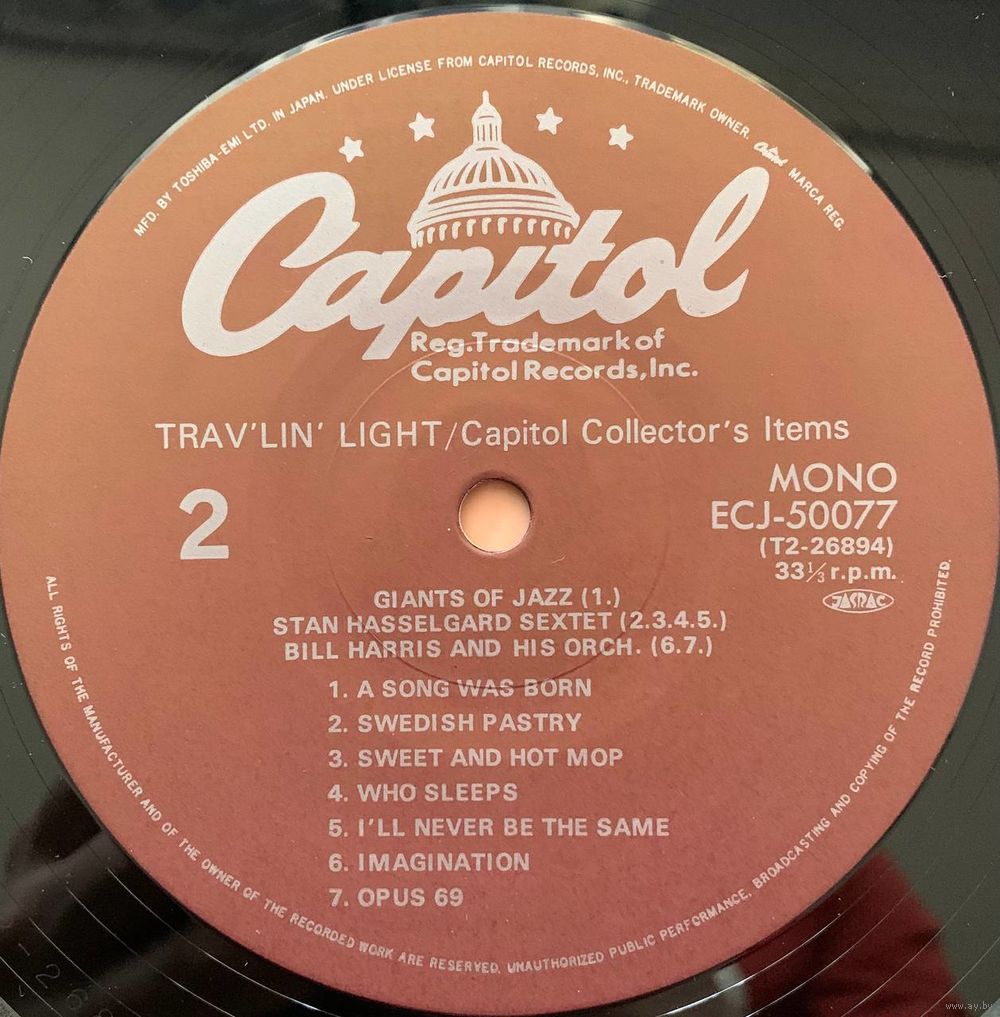 MFD. BY TOSHIBA-EMI LTD. IN JAPAN. UNDER LICENSE FROM CAPITOL RECORDS, INC., TRADEMARK OWNER. Capitol MARCA REG.
Capitol
Reg.Trademark of
Capitol Records, Inc.
TRAV'LIN' LIGHT/Capitol Collector's Items
2
MONO
ECJ-50077
(T2-26894)
33⅓ r.p.m.
JASRAC
GIANTS OF JAZZ (1.)
STAN HASSELGARD SEXTET (2.3.4.5.)
BILL HARRIS AND HIS ORCH. (6.7.)
1. A SONG WAS BORN
2. SWEDISH PASTRY
3. SWEET AND HOT MOP
4. WHO SLEEPS
5. I'LL NEVER BE THE SAME
6. IMAGINATION
7. OPUS 69
ALL RIGHTS OF THE MANUFACTURER AND OF THE OWNER OF THE RECORDED WORK ARE RESERVED. UNAUTHORIZED PUBLIC PERFORMANCE, BROADCASTING AND COPYING OF THE RECORD PROHIBITED.
www.ay.by